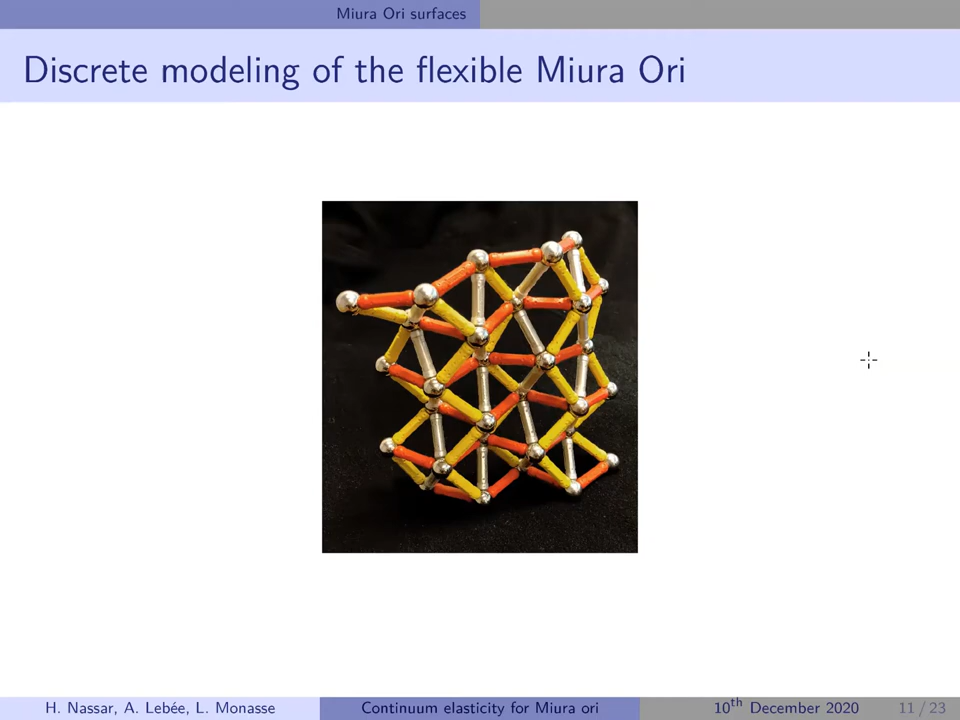 Miura Ori surfaces
Discrete modeling of the flexible Miura Ori
H. Nassar, A. Lebée, L. Monasse
Continuum elasticity for Miura ori
10th December 2020
11 / 23